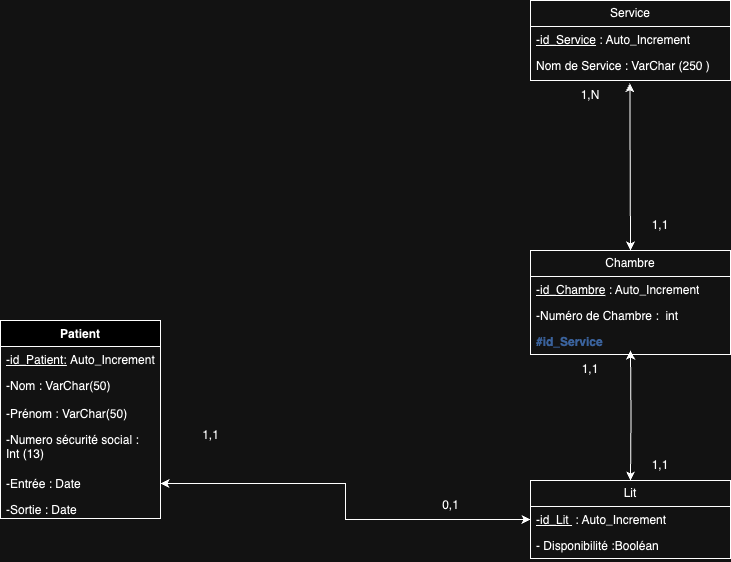 Service
-id_Service : Auto_Increment
Nom de Service : VarChar (250 )
1,N
1,1
Chambre
-id_Chambre : Auto_Increment
-Numéro de Chambre :  int
#id_Service
1,1
1,1
Patient
-id_Patient: Auto_Increment
-Nom : VarChar(50)
-Prénom : VarChar(50)
-Numero sécurité social :
Int (13)
-Entrée : Date
-Sortie : Date
1,1
0,1
Lit
-id_Lit  : Auto_Increment
- Disponibilité :Booléan